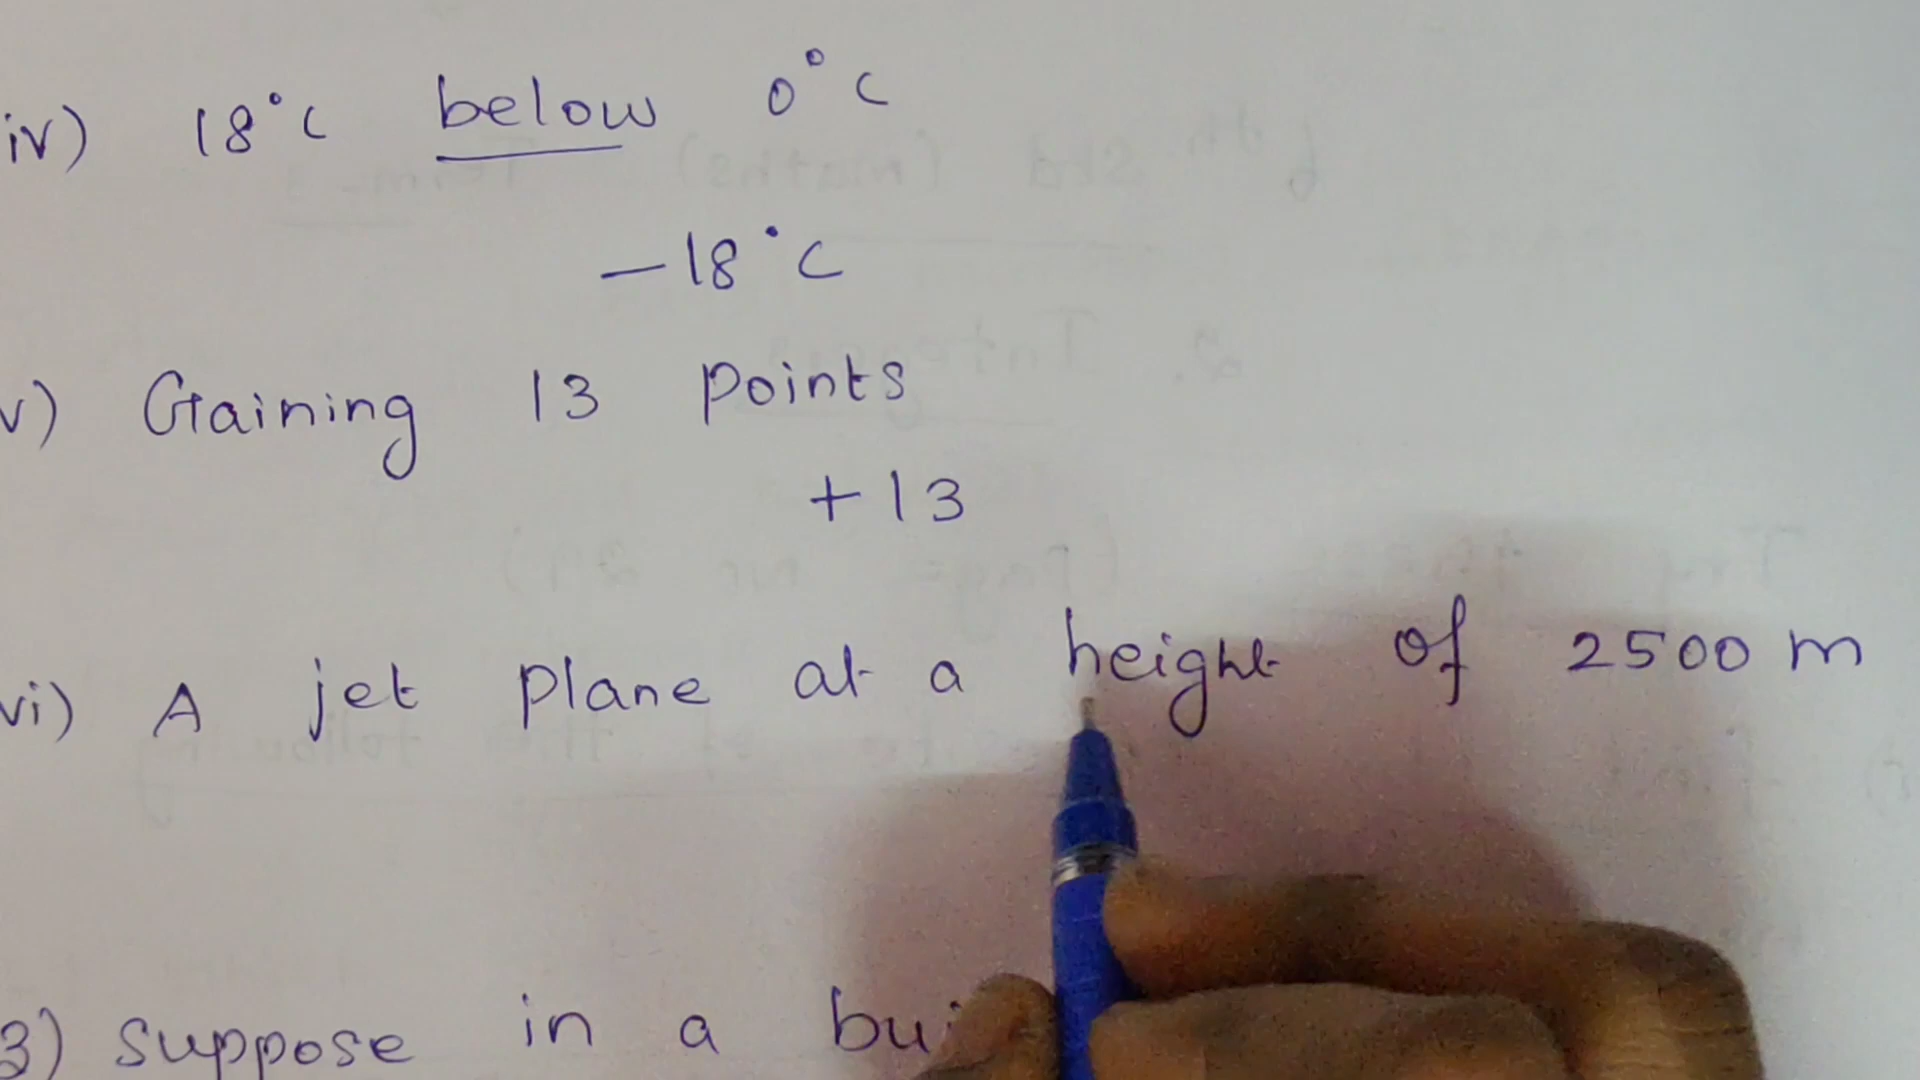 iv) 18°C below 0°C
-18°C
v) Gaining 13 points
+13
vi) A jet plane at a height of 2500 m
3) Suppose in a